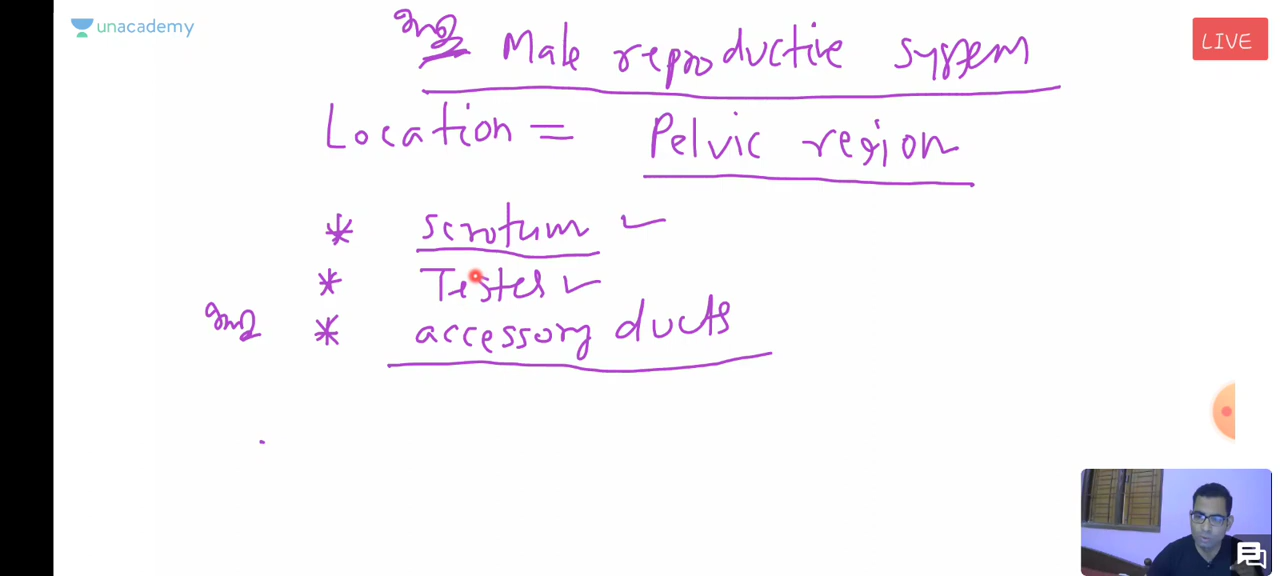 unacademy
LIVE
Male reproductive system
Location = Pelvic region
* scrotum ✓
* Testes ✓
* accessory ducts